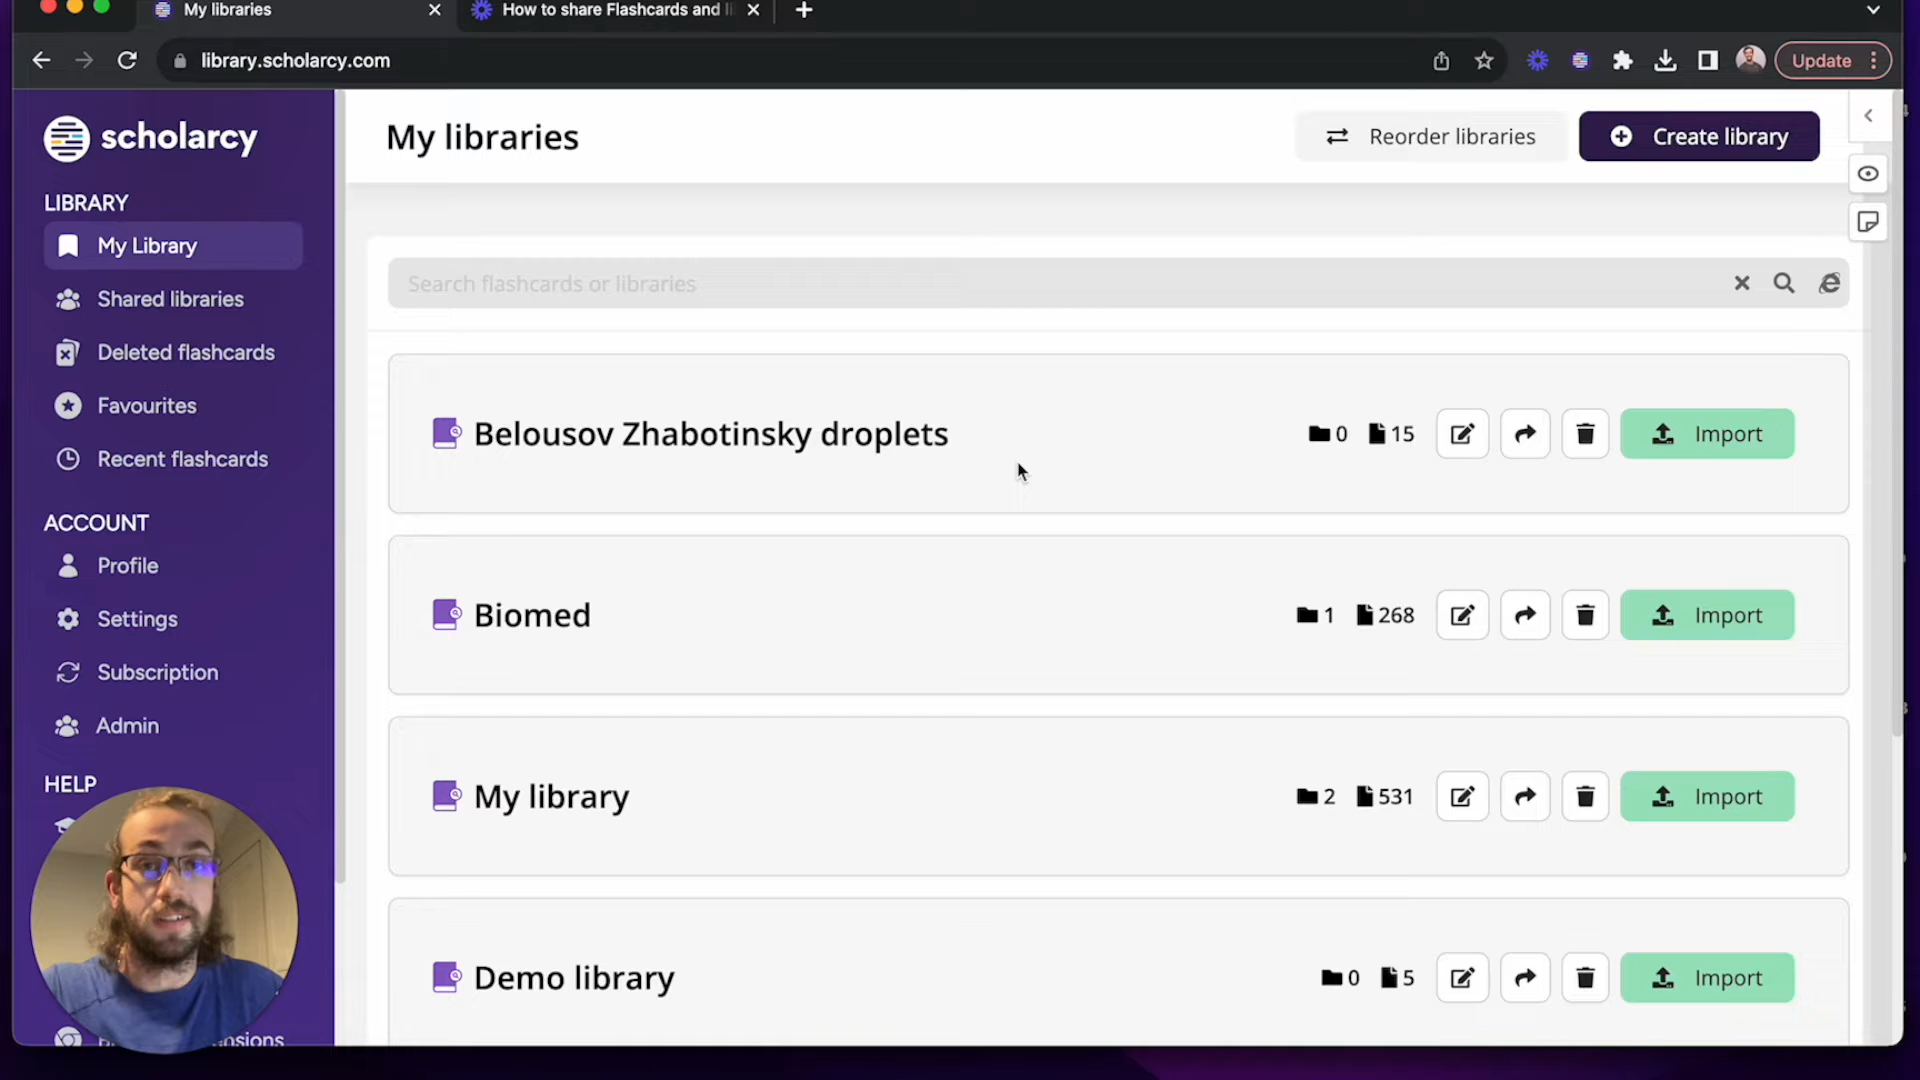 My libraries
How to share Flashcards and
library.scholarcy.com
Update
scholarcy
My libraries
Reorder libraries
Create library
LIBRARY
My Library
Shared libraries
Deleted flashcards
Favourites
Recent flashcards
ACCOUNT
Profile
Settings
Subscription
Admin
HELP
Search flashcards or libraries
Belousov Zhabotinsky droplets
0
15
Import
Biomed
1
268
Import
My library
2
531
Import
Demo library
0
5
Import